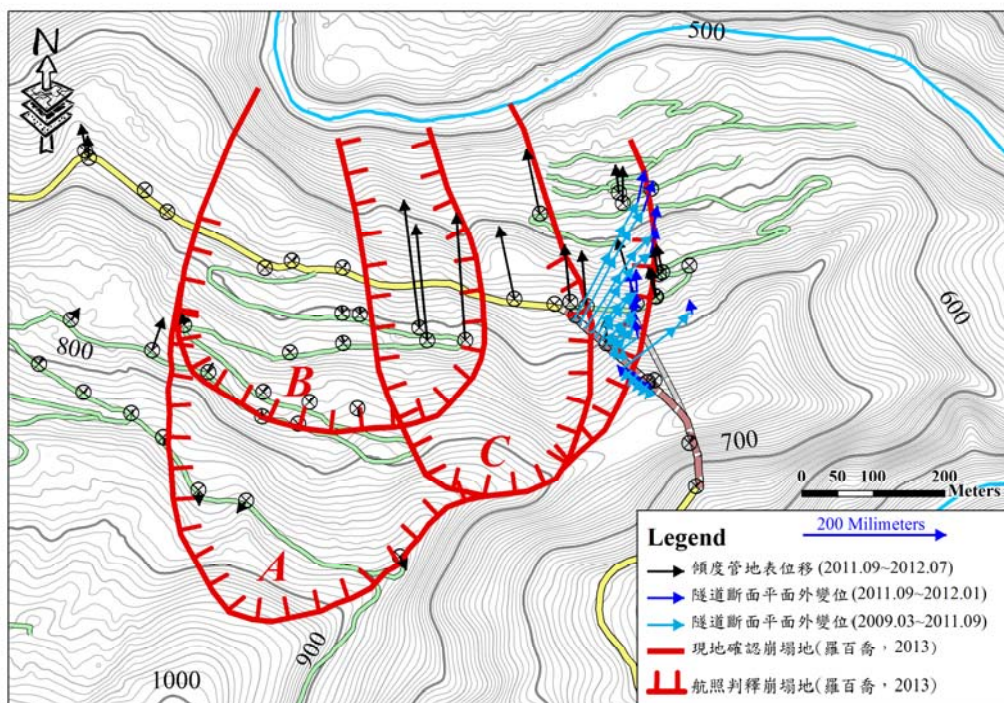 N
500
800
B
600
C
700
0 50 100 200
Meters
A
900
1000
Legend
200 Milimeters
傾度管地表位移(2011.09~2012.07)
隧道斷面平面外變位(2011.09~2012.01)
隧道斷面平面外變位(2009.03~2011.09)
現地確認崩塌地(羅百喬,2013)
航照判釋崩塌地(羅百喬,2013)